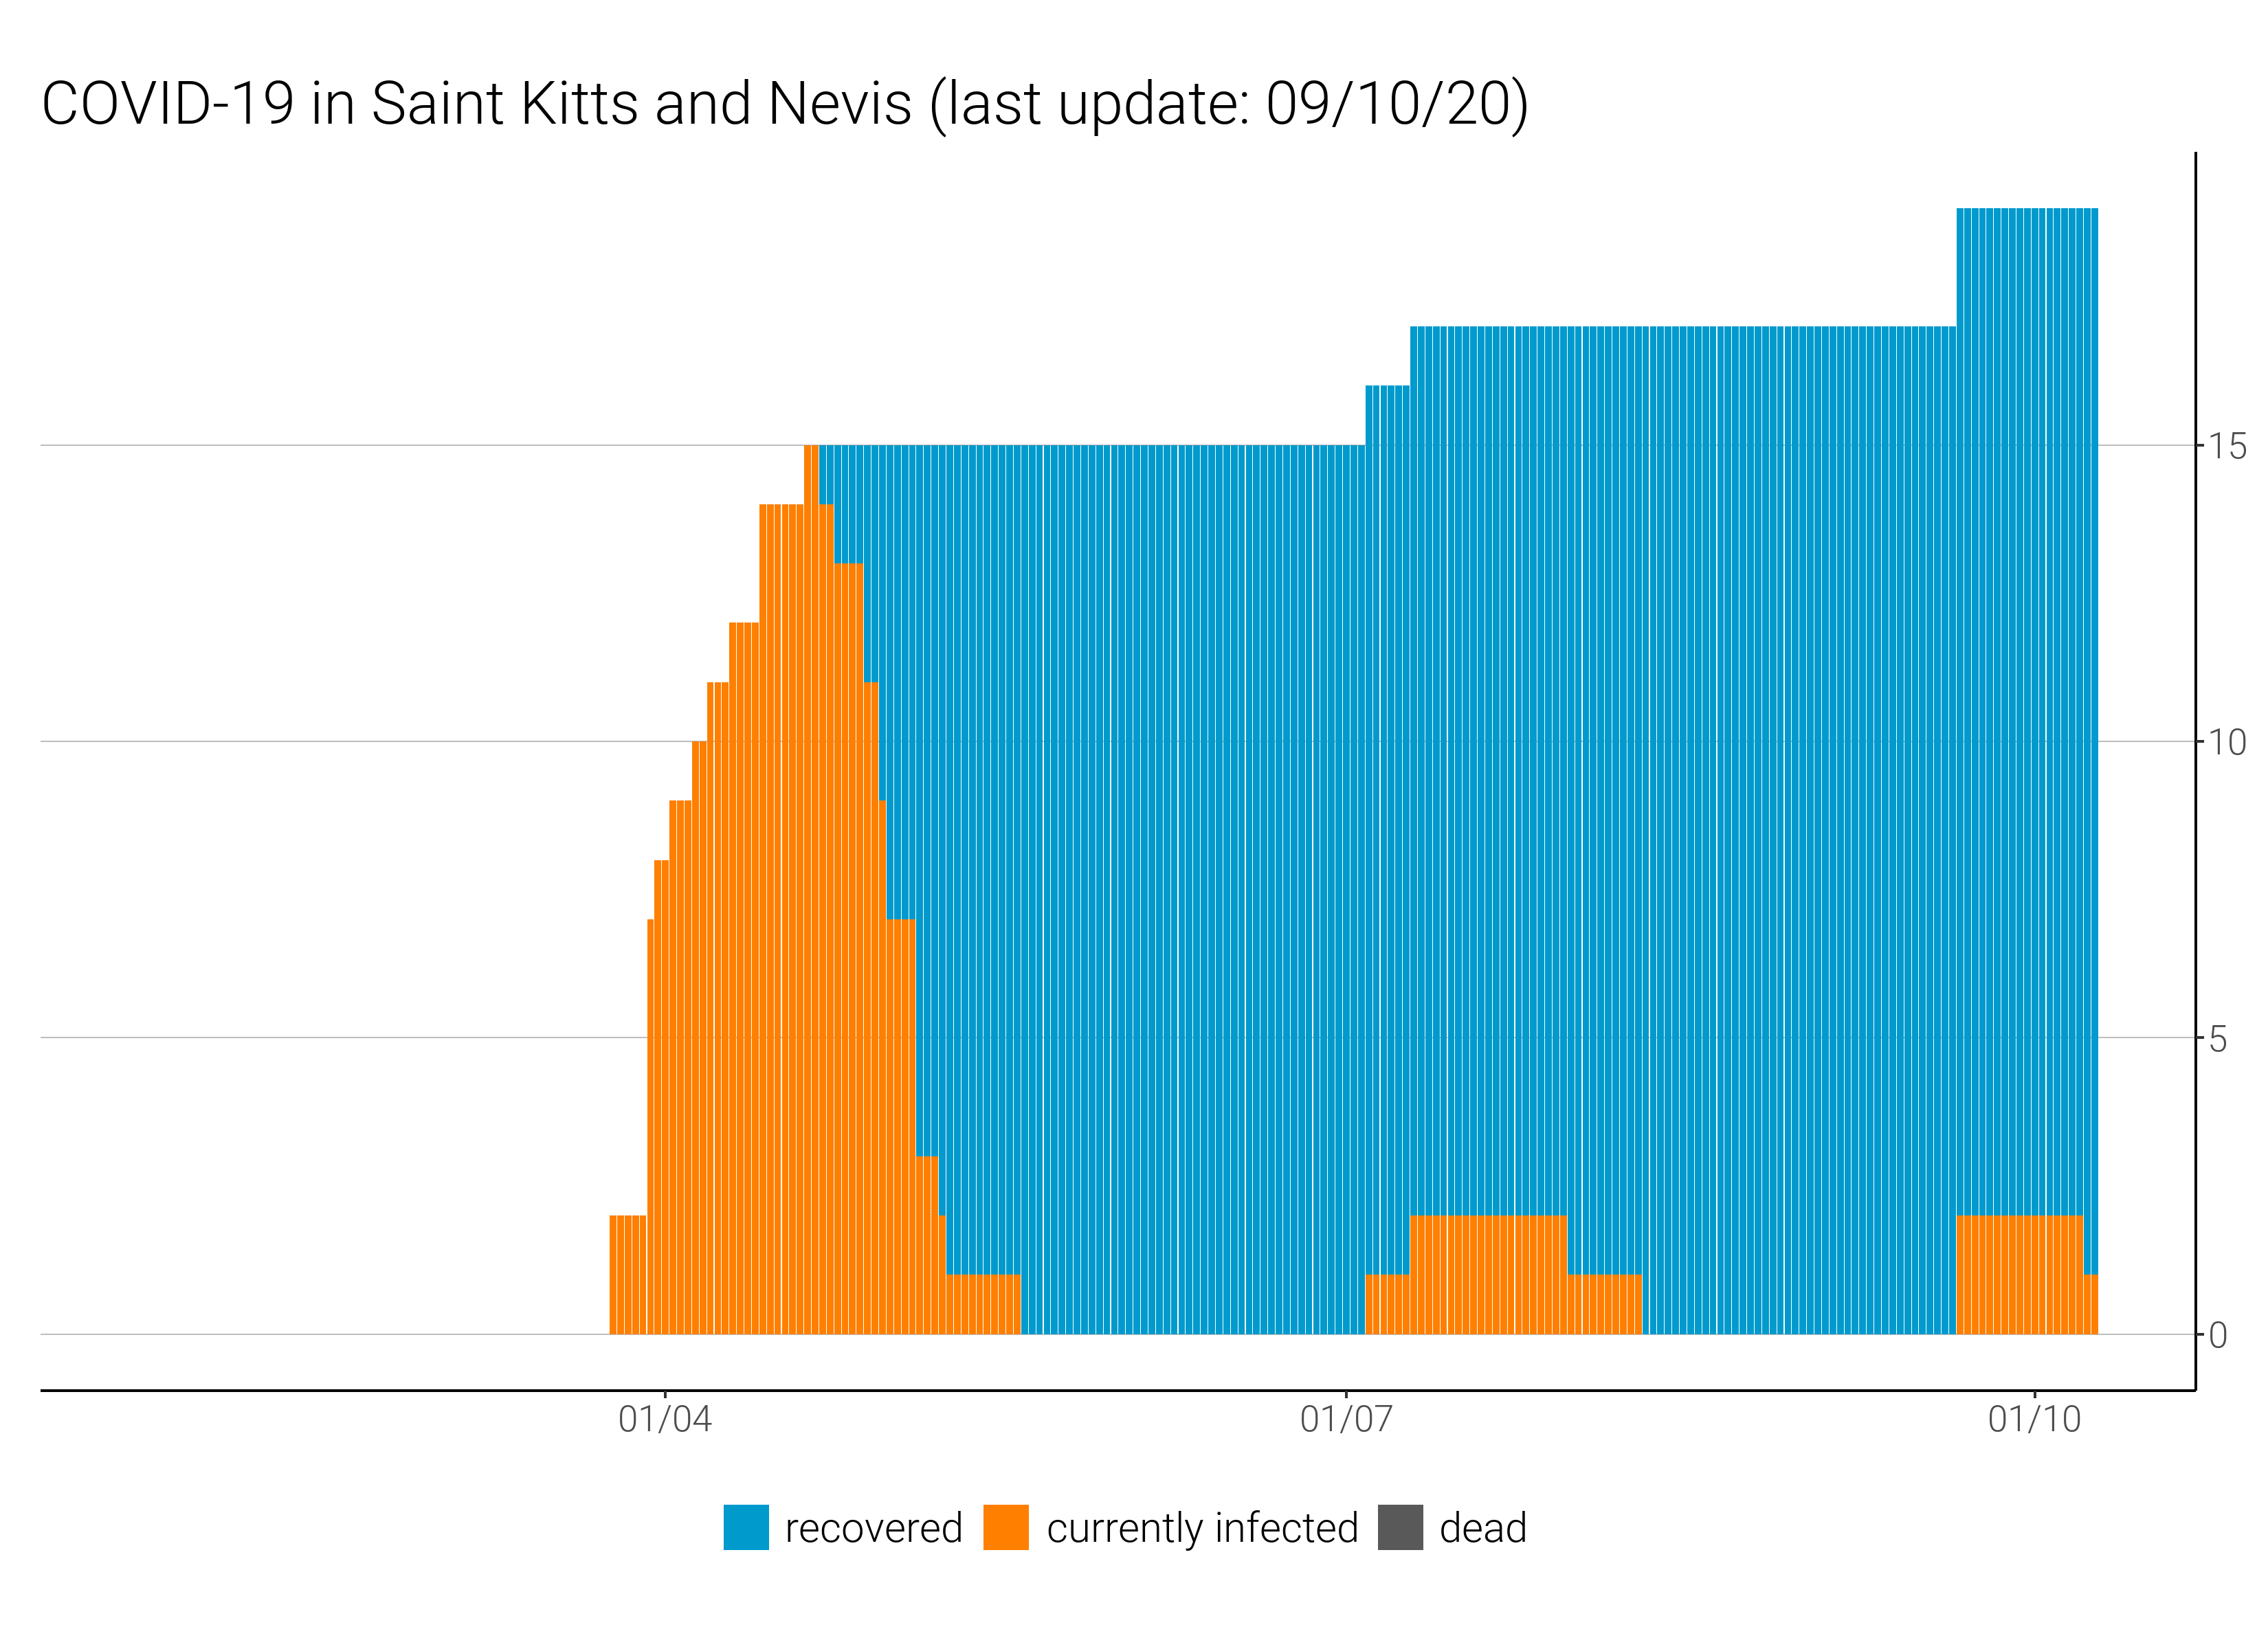 COVID-19 in Saint Kitts and Nevis (last update: 09/10/20)
15
10
5
0
01/04 01/07 01/10
recovered currently infected dead